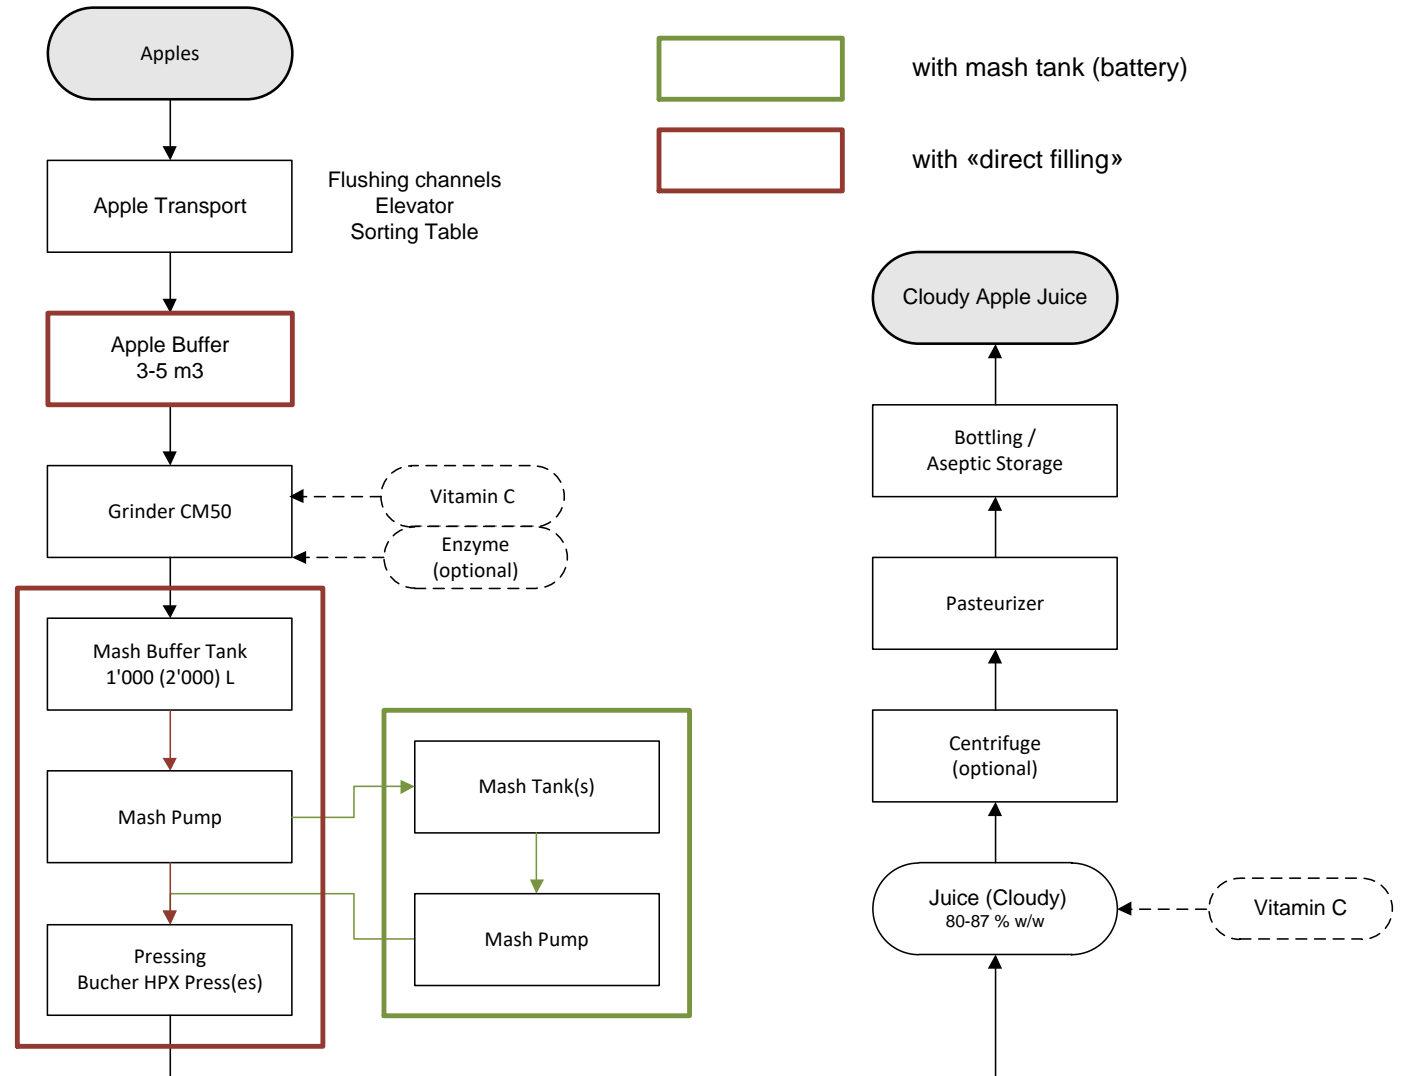 Apples
with mash tank (battery)
with «direct filling»
Apple Transport
Flushing channels
Elevator
Sorting Table
Apple Buffer
3-5 m3
Grinder CM50
Vitamin C
Enzyme
(optional)
Mash Buffer Tank
1'000 (2'000) L
Mash Pump
Pressing
Bucher HPX Press(es)
Mash Tank(s)
Mash Pump
Cloudy Apple Juice
Bottling /
Aseptic Storage
Pasteurizer
Centrifuge
(optional)
Juice (Cloudy)
80-87 % w/w
Vitamin C